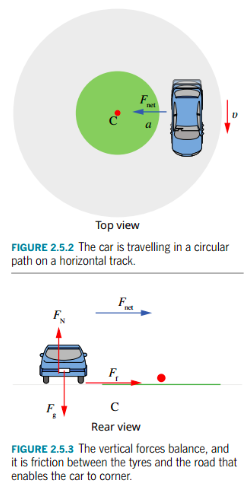 F net
C
a
v
Top view
FIGURE 2.5.2 The car is travelling in a circular
path on a horizontal track.
F N
F net
F f
F g
C
Rear view
FIGURE 2.5.3 The vertical forces balance, and
it is friction between the tyres and the road that
enables the car to corner.